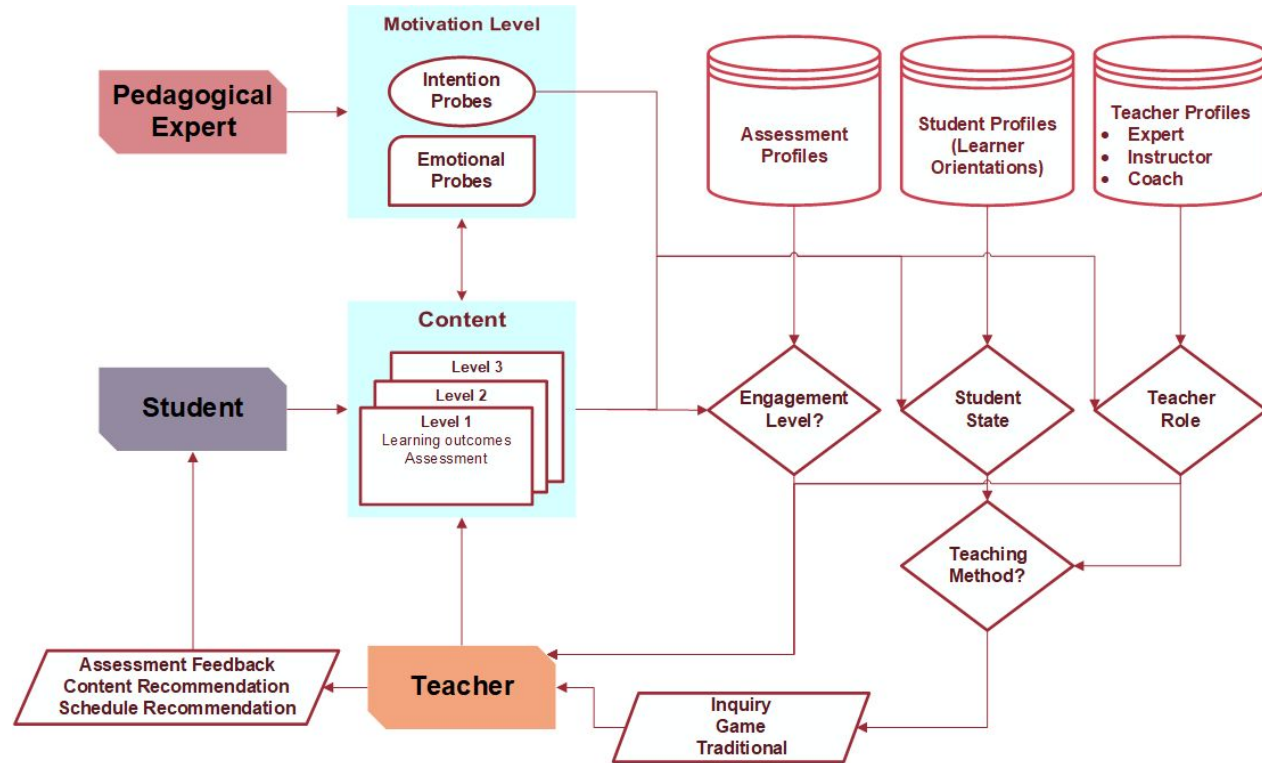 Motivation Level
Pedagogical
Expert
Intention
Probes
Emotional
Probes
Assessment
Profiles
Student Profiles
(Learner
Orientations)
Teacher Profiles
• Expert
• Instructor
• Coach
Content
Level 3
Level 2
Level 1
Learning outcomes
Assessment
Student
Engagement
Level?
Student
State
Teacher
Role
Teaching
Method?
Assessment Feedback
Content Recommendation
Schedule Recommendation
Teacher
Inquiry
Game
Traditional